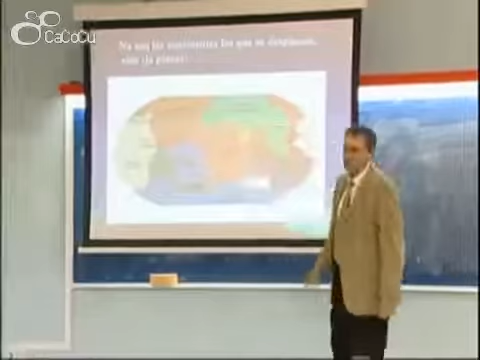 CaCoCu
No son los continentes los que se desplazan,
sino ¡la placas!